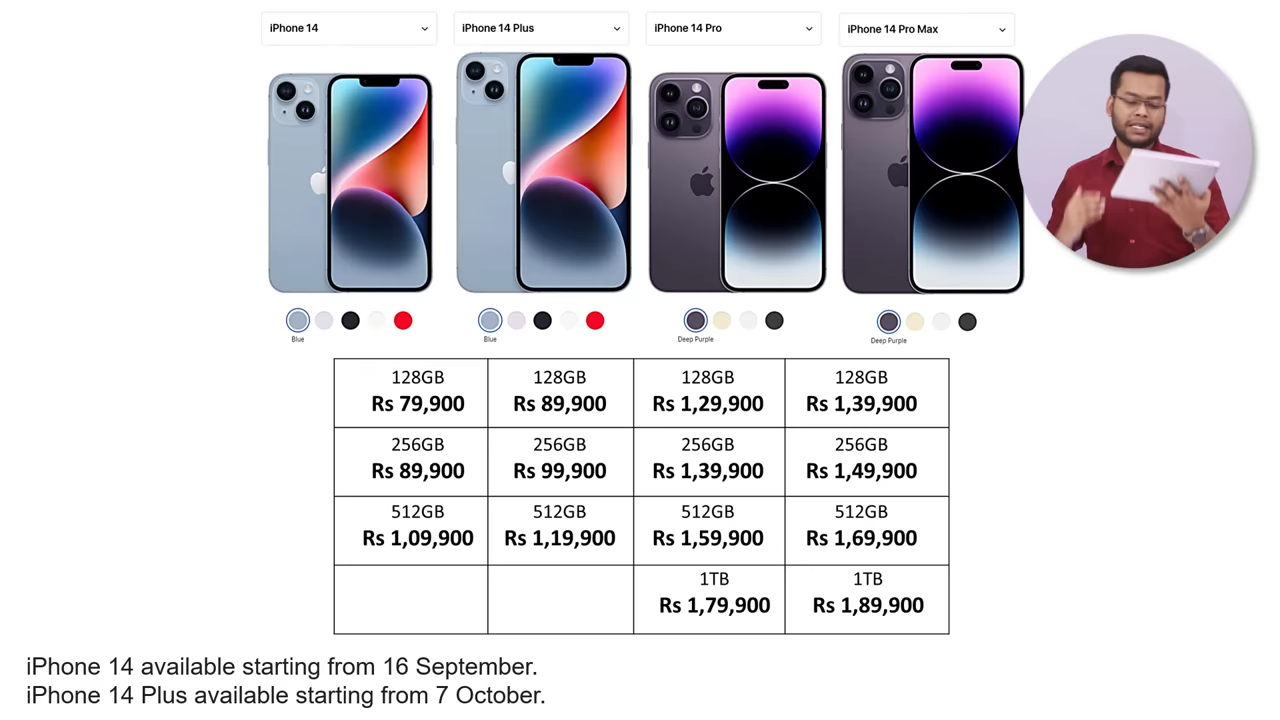 iPhone 14
iPhone 14 Plus
iPhone 14 Pro
iPhone 14 Pro Max
Blue
Blue
Deep Purple
Deep Purple
128GB
Rs 79,900
128GB
Rs 89,900
128GB
Rs 1,29,900
128GB
Rs 1,39,900
256GB
Rs 89,900
256GB
Rs 99,900
256GB
Rs 1,39,900
256GB
Rs 1,49,900
512GB
Rs 1,09,900
512GB
Rs 1,19,900
512GB
Rs 1,59,900
512GB
Rs 1,69,900
1TB
Rs 1,79,900
1TB
Rs 1,89,900
iPhone 14 available starting from 16 September.
iPhone 14 Plus available starting from 7 October.